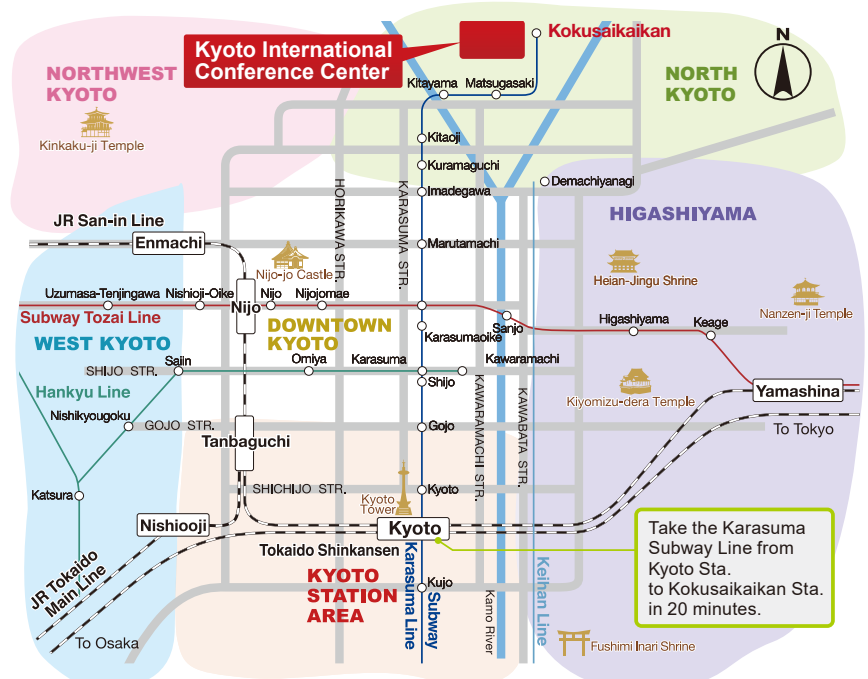 Kyoto International
Conference Center
Kokusaikaikan
N
NORTHWEST
KYOTO
NORTH
KYOTO
Kitayama
Matsugasaki
Kinkaku-ji Temple
Kitaoji
Kuramaguchi
Imadegawa
Demachiyanagi
HORIKAWA STR.
KARASUMA STR.
HIGASHIYAMA
JR San-in Line
Enmachi
Marutamachi
Nijo-jo Castle
Heian-Jingu Shrine
Nanzen-ji Temple
Uzumasa-Tenjingawa
Nishioji-Oike
Nijo
Nijo
Nijojomae
Subway Tozai Line
DOWNTOWN
KYOTO
Karasumaoike
Sanjo
Higashiyama
Keage
WEST KYOTO
SHIJO STR.
Saiin
Omiya
Karasuma
Kawaramachi
Shijo
Hankyu Line
Kiyomizu-dera Temple
Yamashina
Nishikyougoku
GOJO STR.
Tanbaguchi
Gojo
KAWARAMACHI STR.
KAWABATA STR.
To Tokyo
Katsura
SHICHIJO STR.
Kyoto
Kyoto
Tower
Nishiooji
Kyoto
Tokaido Shinkansen
Take the Karasuma
Subway Line from
Kyoto Sta.
to Kokusaikaikan Sta.
in 20 minutes.
JR Tokaido
Main Line
KYOTO
STATION
AREA
Kujo
Subway
Karasuma Line
Kamo River
Keihan Line
To Osaka
Fushimi Inari Shrine